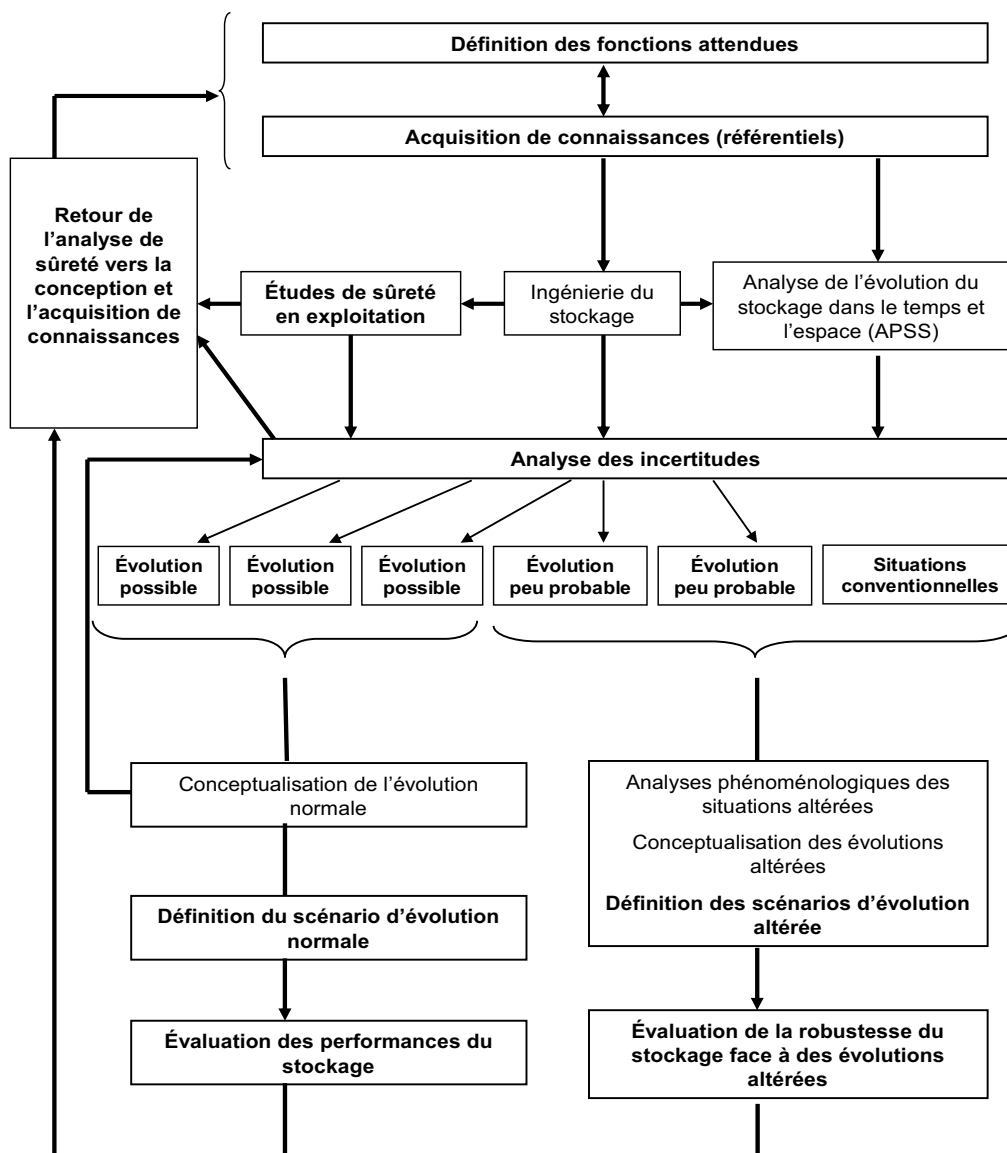 Définition des fonctions attendues
Acquisition de connaissances (référentiels)
Retour de
l'analyse de
sûreté vers la
conception et
l'acquisition de
connaissances
Études de sûreté
en exploitation
Ingénierie du
stockage
Analyse de l'évolution du
stockage dans le temps et
l'espace (APSS)
Analyse des incertitudes
Évolution
possible
Évolution
possible
Évolution
possible
Évolution
peu probable
Évolution
peu probable
Situations
conventionnelles
Conceptualisation de l'évolution
normale
Définition du scénario d'évolution
normale
Évaluation des performances du
stockage
Analyses phénoménologiques des
situations altérées
Conceptualisation des évolutions
altérées
Définition des scénarios d'évolution
altérée
Évaluation de la robustesse du
stockage face à des évolutions
altérées